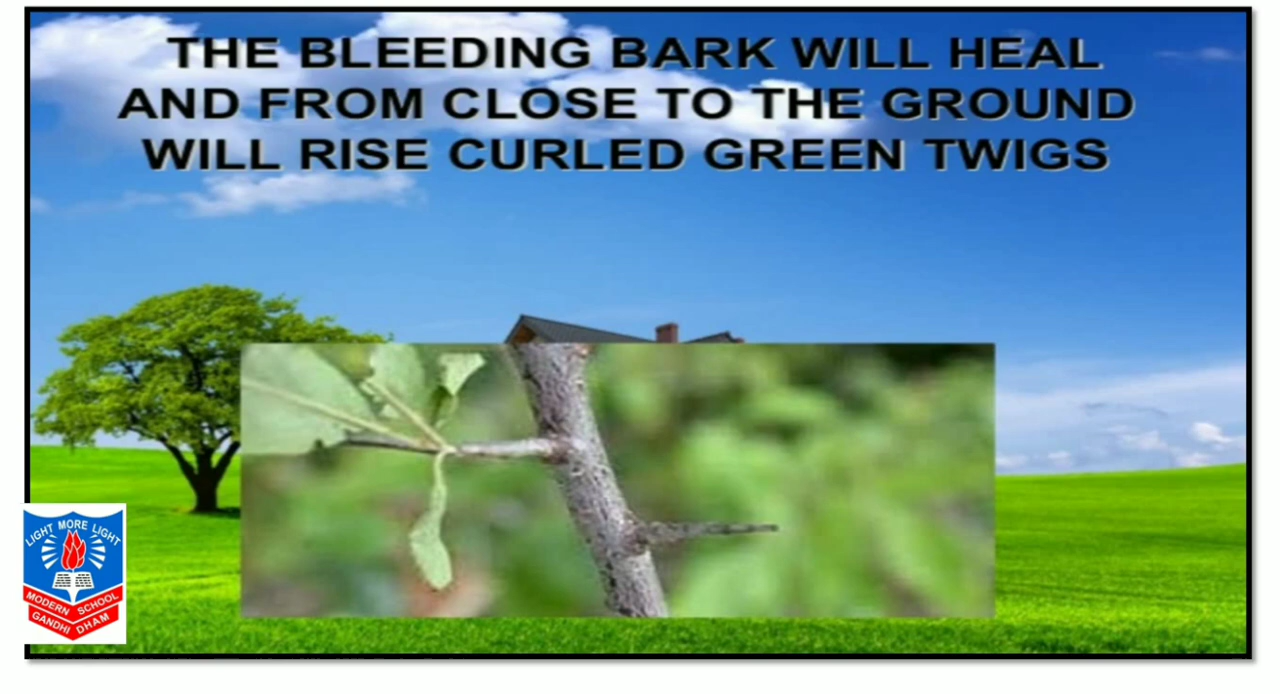 THE BLEEDING BARK WILL HEAL
AND FROM CLOSE TO THE GROUND
WILL RISE CURLED GREEN TWIGS
LIGHT MORE LIGHT
MODERN SCHOOL
GANDHI DHAM